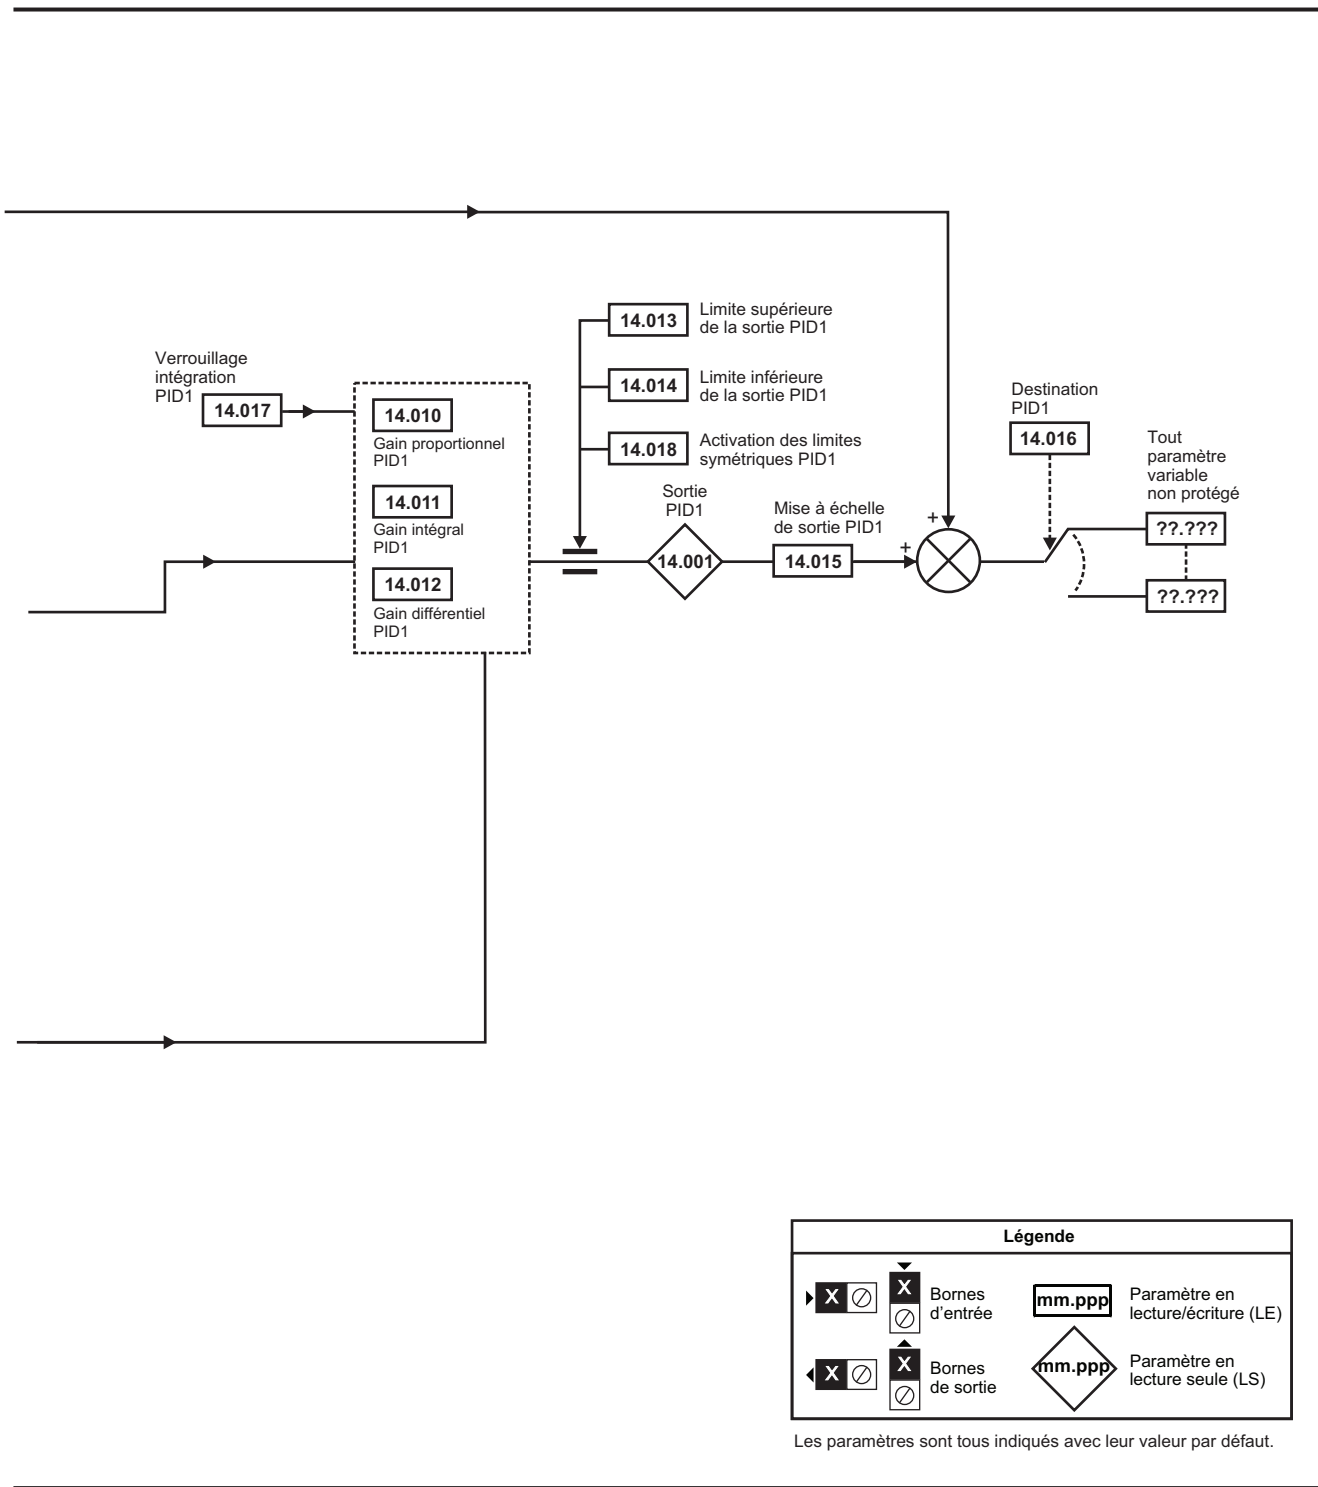 Verrouillage
intégration
PID1
14.017
14.010
Gain proportionnel
PID1
14.011
Gain intégral
PID1
14.012
Gain différentiel
PID1
14.013
Limite supérieure
de la sortie PID1
14.014
Limite inférieure
de la sortie PID1
14.018
Activation des limites
symétriques PID1
Sortie
PID1
14.001
Mise à échelle
de sortie PID1
14.015
+
+
Destination
PID1
14.016
Tout
paramètre
variable
non protégé
??.???
??.???
Légende
X
X
Bornes
d’entrée
mm.ppp
Paramètre en
lecture/écriture (LE)
X
X
Bornes
de sortie
mm.ppp
Paramètre en
lecture seule (LS)
Les paramètres sont tous indiqués avec leur valeur par défaut.